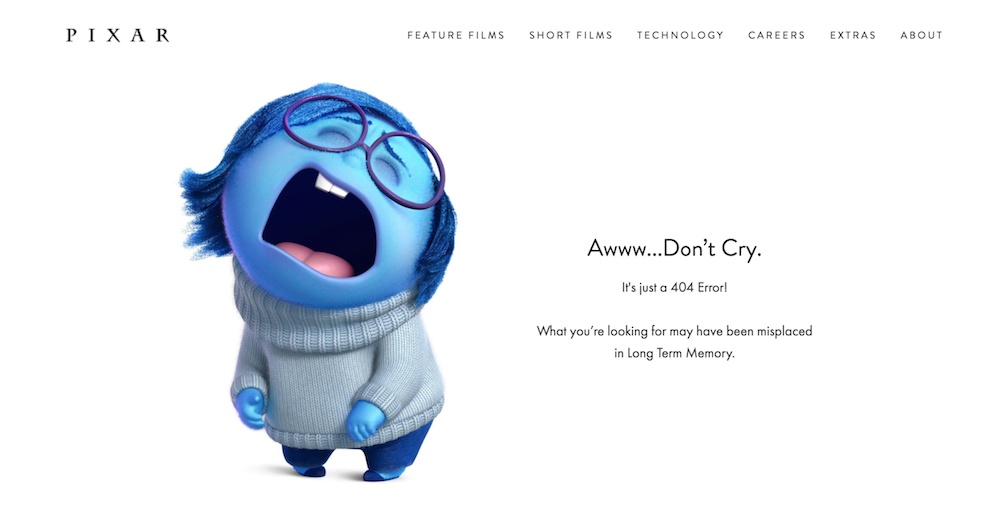 PIXAR
FEATURE FILMS SHORT FILMS TECHNOLOGY CAREERS EXTRAS ABOUT
Awww...Don’t Cry.
It's just a 404 Error!
What you’re looking for may have been misplaced
in Long Term Memory.